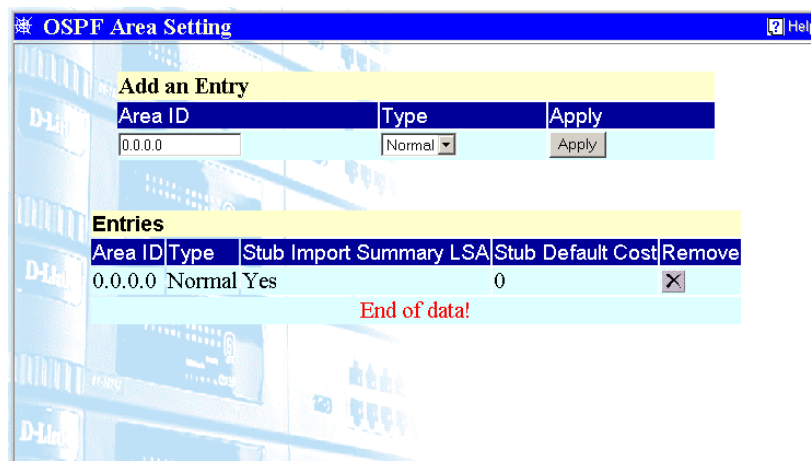 OSPF Area Setting
Help
Add an Entry
Area ID Type Apply
0.0.0.0 Normal Apply
Entries
Area ID Type Stub Import Summary LSA Stub Default Cost Remove
0.0.0.0 Normal Yes 0 X
End of data!
D-Link